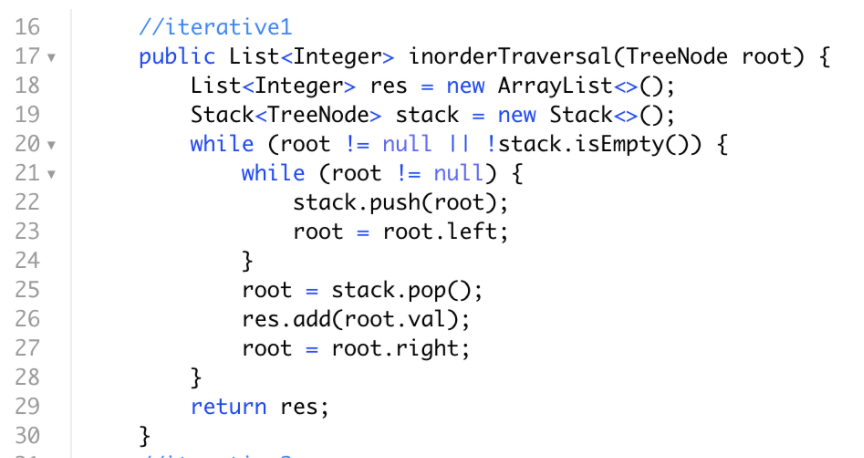 16 //iterative1
17 public List<Integer> inorderTraversal(TreeNode root) {
18 List<Integer> res = new ArrayList<>();
19 Stack<TreeNode> stack = new Stack<>();
20 while (root != null || !stack.isEmpty()) {
21 while (root != null) {
22 stack.push(root);
23 root = root.left;
24 }
25 root = stack.pop();
26 res.add(root.val);
27 root = root.right;
28 }
29 return res;
30 }